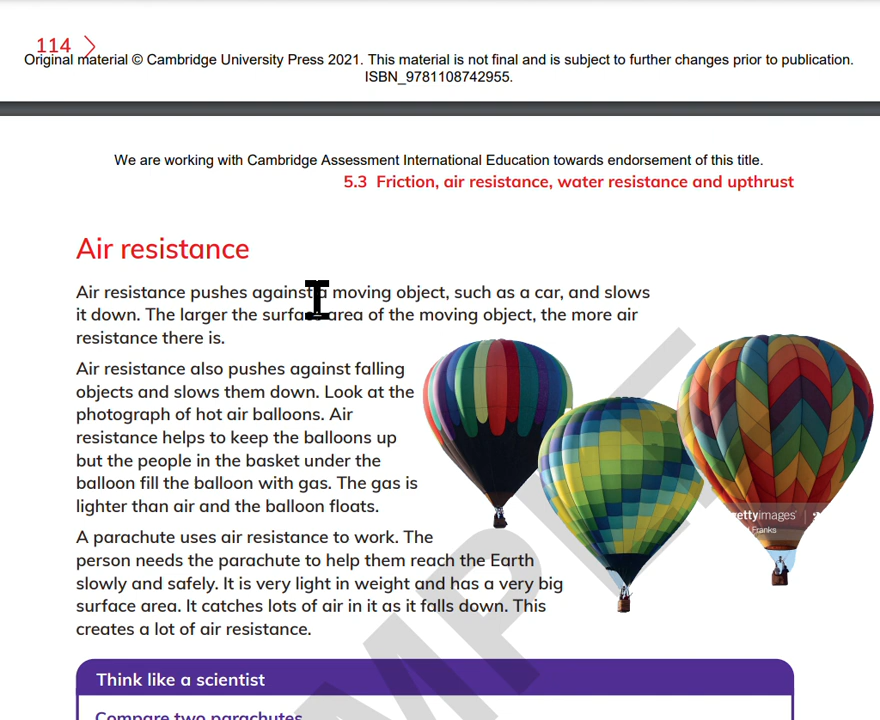 114
Original material © Cambridge University Press 2021. This material is not final and is subject to further changes prior to publication.
ISBN_9781108742955.
We are working with Cambridge Assessment International Education towards endorsement of this title.
5.3 Friction, air resistance, water resistance and upthrust
Air resistance
Air resistance pushes against a moving object, such as a car, and slows
it down. The larger the surface area of the moving object, the more air
resistance there is.
Air resistance also pushes against falling
objects and slows them down. Look at the
photograph of hot air balloons. Air
resistance helps to keep the balloons up
but the people in the basket under the
balloon fill the balloon with gas. The gas is
lighter than air and the balloon floats.
gettyimages
Franks
A parachute uses air resistance to work. The
person needs the parachute to help them reach the Earth
slowly and safely. It is very light in weight and has a very big
surface area. It catches lots of air in it as it falls down. This
creates a lot of air resistance.
Think like a scientist
Compare two parachutes